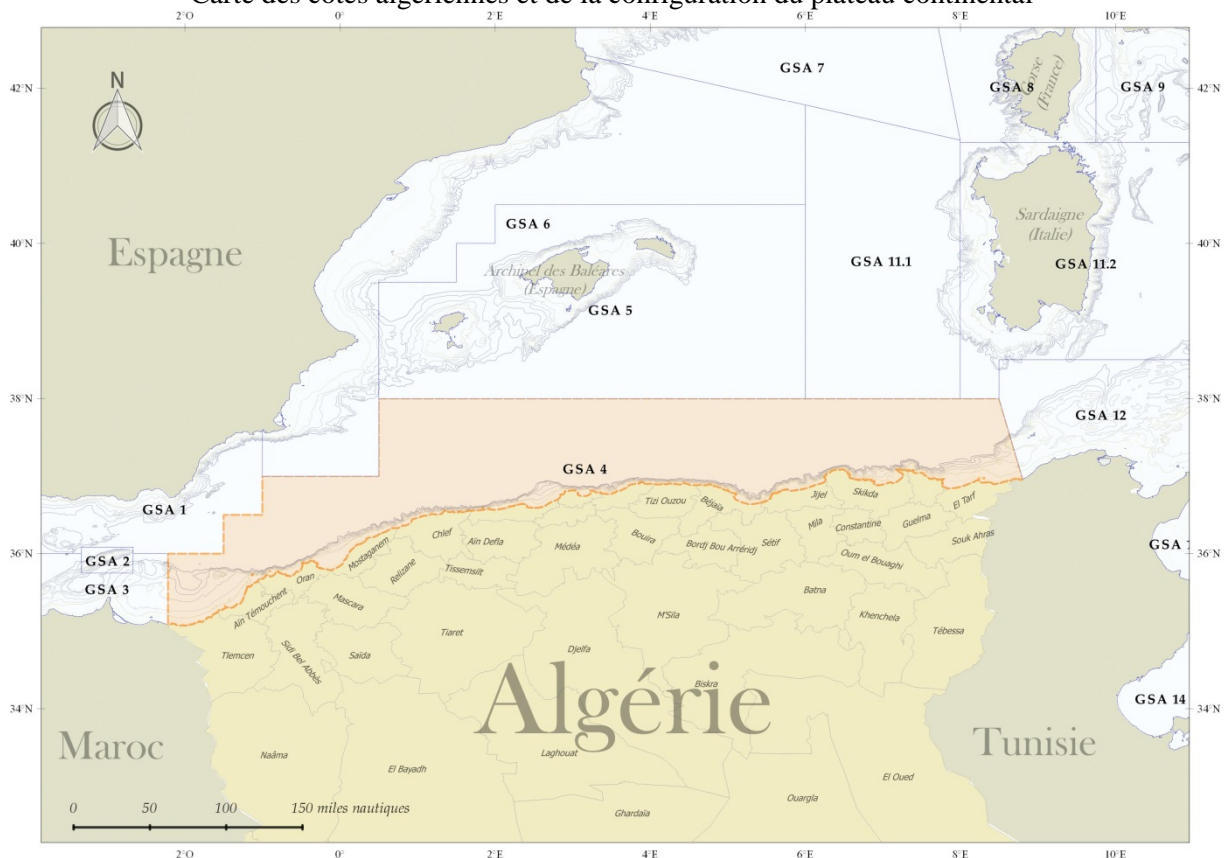 Carte des côtes algériennes et de la configuration du plateau continental
2°O 0° 2°E 4°E 6°E 8°E 10°E
N
GSA 7
GSA 8
Corse
(France)
GSA 9
42°N 42°N
Espagne
GSA 6
Archipel des Baléares
(Espagne)
GSA 5
GSA 11.1
Sardaigne
(Italie)
GSA 11.2
40°N 40°N
38°N 38°N
GSA 12
GSA 4
GSA 1
GSA 2
GSA 3
36°N 36°N
GSA 1
Tizi Ouzou
Béjaïa
Jijel
Skikda
El Tarf
Chlef
Aïn Defla
Médéa
Bouira
Bordj Bou Arréridj
Sétif
Mila
Constantine
Guelma
Souk Ahras
Oum el Bouaghi
Mostaganem
Relizane
Tissemsilt
Oran
Aïn Témouchent
Mascara
Tlemcen
Sidi Bel Abbès
Saïda
Tiaret
Djelfa
M'Sila
Batna
Khenchela
Tébessa
Biskra
Algérie
34°N 34°N
GSA 14
Maroc
Tunisie
Naâma
El Bayadh
Laghouat
Ghardaïa
Ouargla
El Oued
0 50 100 150 miles nautiques
2°O 0° 2°E 4°E 6°E 8°E 10°E